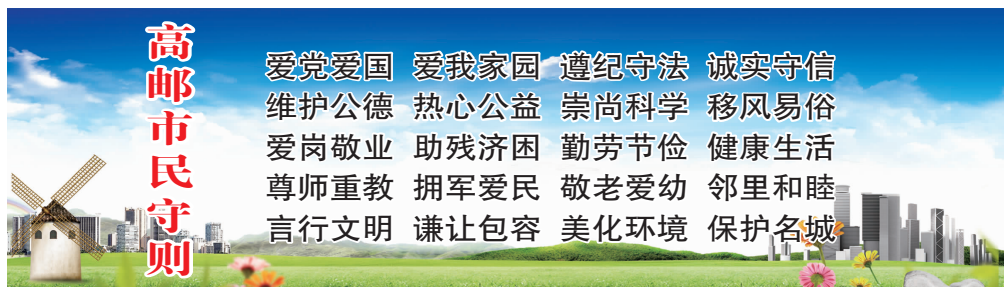 高邮市民守则
爱党爱国 爱我家园 遵纪守法 诚实守信
维护公德 热心公益 崇尚科学 移风易俗
爱岗敬业 助残济困 勤劳节俭 健康生活
尊师重教 拥军爱民 敬老爱幼 邻里和睦
言行文明 谦让包容 美化环境 保护名城